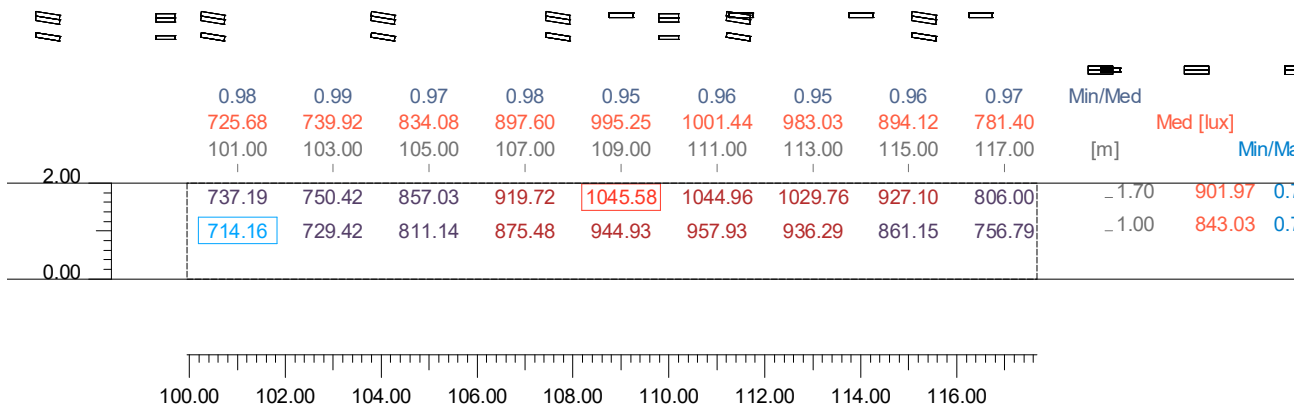 0.98 0.99 0.97 0.98 0.95 0.96 0.95 0.96 0.97 Min/Med
725.68 739.92 834.08 897.60 995.25 1001.44 983.03 894.12 781.40 Med [lux]
101.00 103.00 105.00 107.00 109.00 111.00 113.00 115.00 117.00 [m] Min/Ma
2.00
737.19 750.42 857.03 919.72 1045.58 1044.96 1029.76 927.10 806.00 1.70 901.97 0.7
714.16 729.42 811.14 875.48 944.93 957.93 936.29 861.15 756.79 1.00 843.03 0.7
0.00
100.00 102.00 104.00 106.00 108.00 110.00 112.00 114.00 116.00